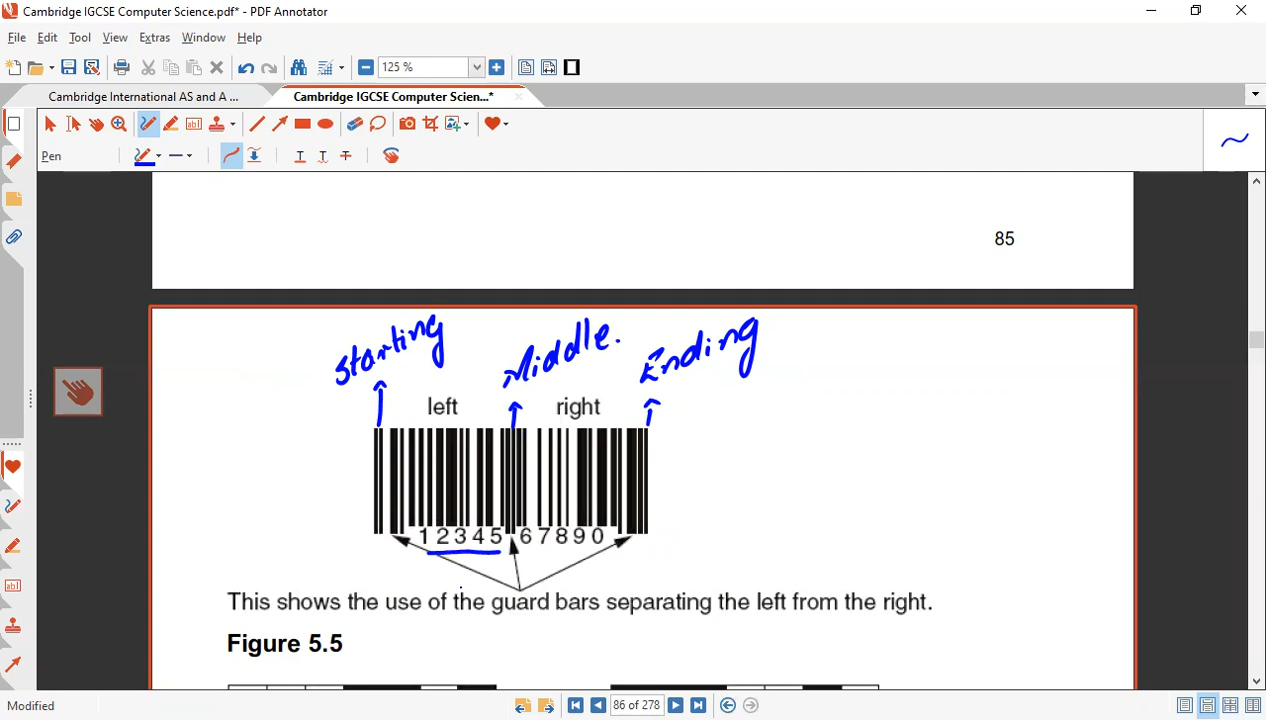 Cambridge IGCSE Computer Science.pdf* - PDF Annotator
File Edit Tool View Extras Window Help
125 %
Cambridge International AS and A ... Cambridge IGCSE Computer Scien...*
Pen
85
starting Middle. Ending
left right
12345 67890
This shows the use of the guard bars separating the left from the right.
Figure 5.5
Modified 86 of 278